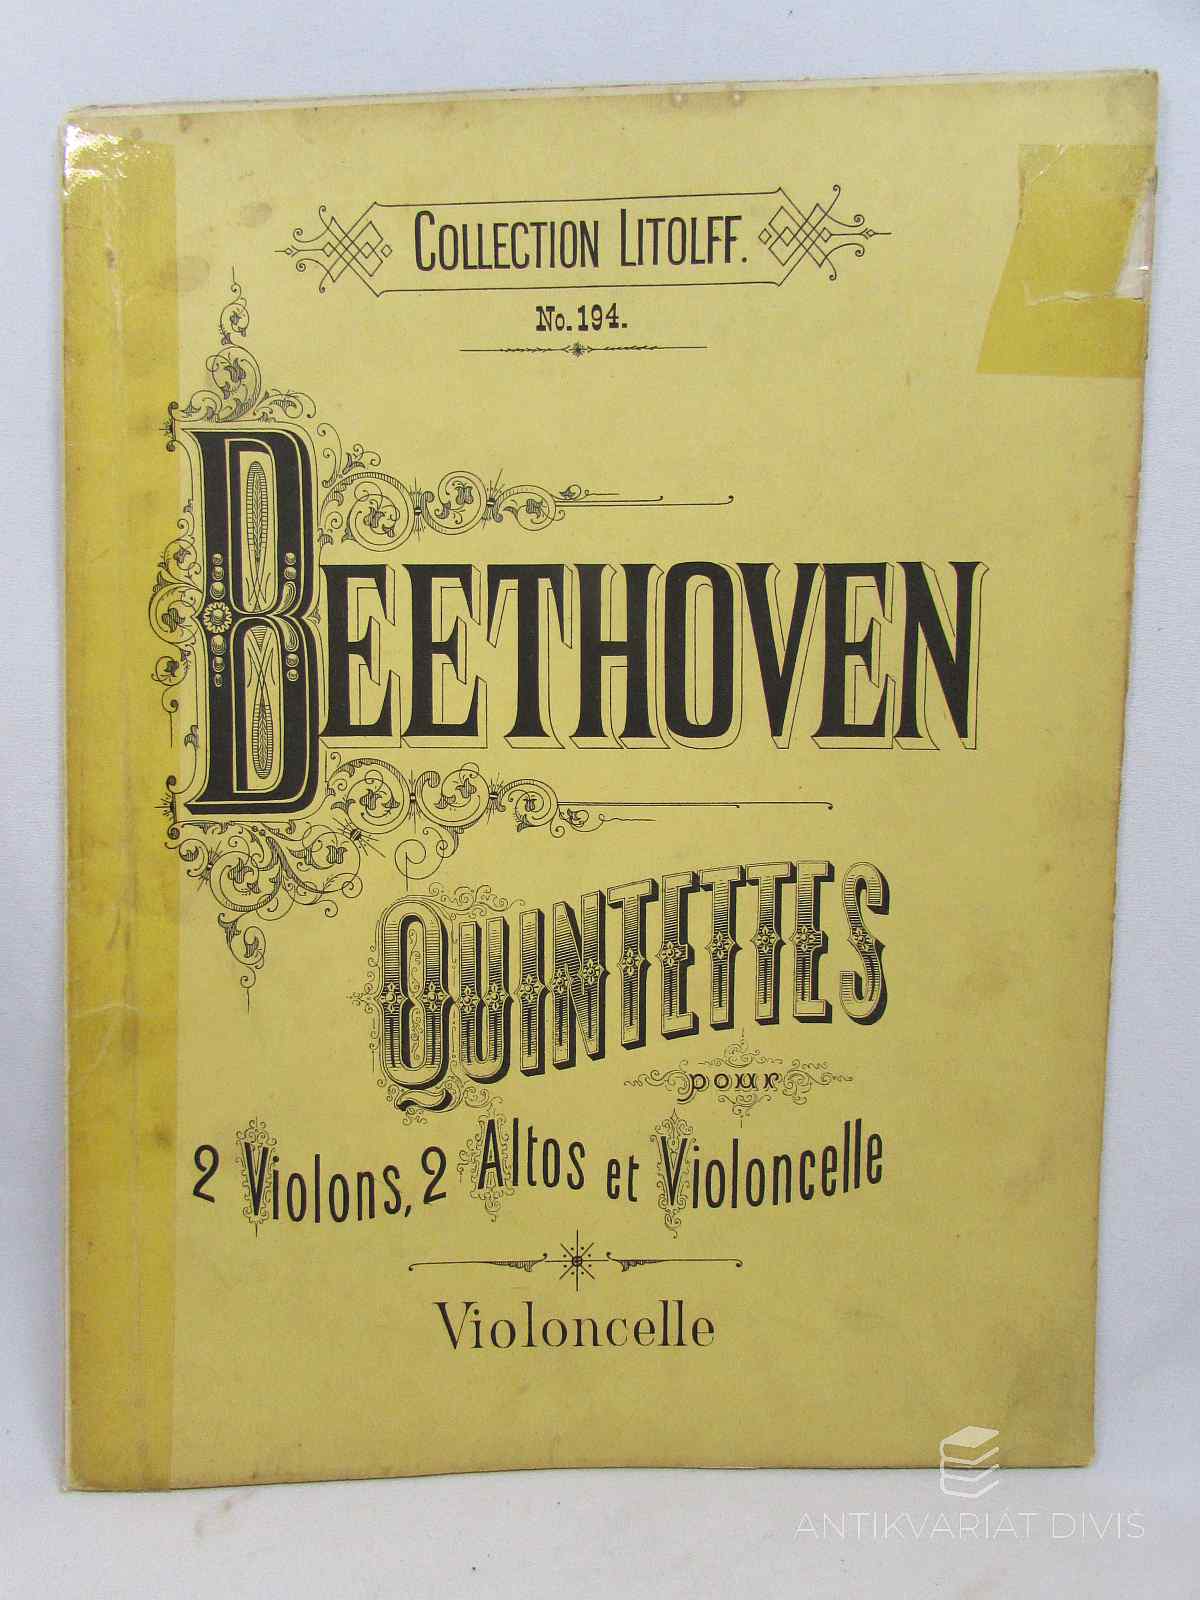 COLLECTION LITOLFF.
No. 194.
BEETHOVEN
QUINTETTES
pour
2 Violons, 2 Altos et Violoncelle
Violoncelle
ANTIKVARIÁT DIVIŠ